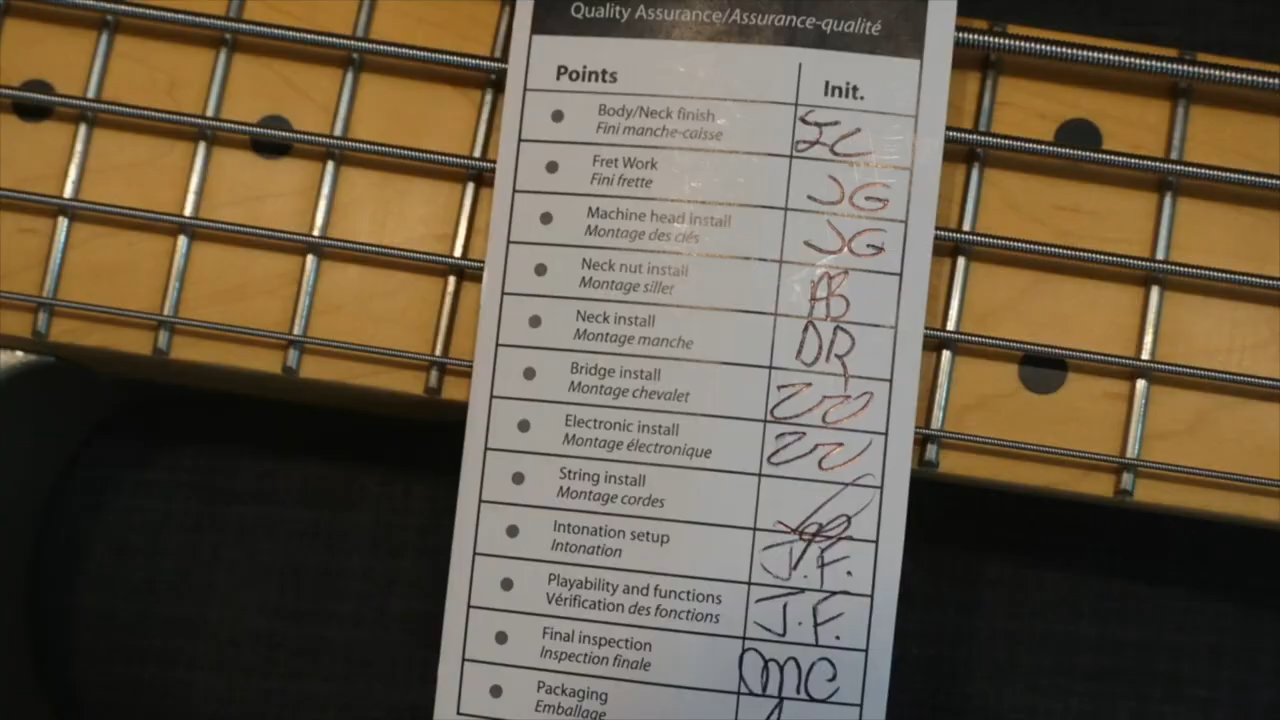 Quality Assurance/Assurance-qualité
Points Init.
Body/Neck finish
Fini manche-caisse
Fret Work JG
Fini frette
Machine head install JG
Montage des clés
Neck nut install AB
Montage sillet
Neck install DR
Montage manche
Bridge install
Montage chevalet
Electronic install
Montage électronique
String install
Montage cordes
Intonation setup J.F.
Intonation
Playability and functions J.F.
Vérification des fonctions
Final inspection MC
Inspection finale
Packaging
Emballage